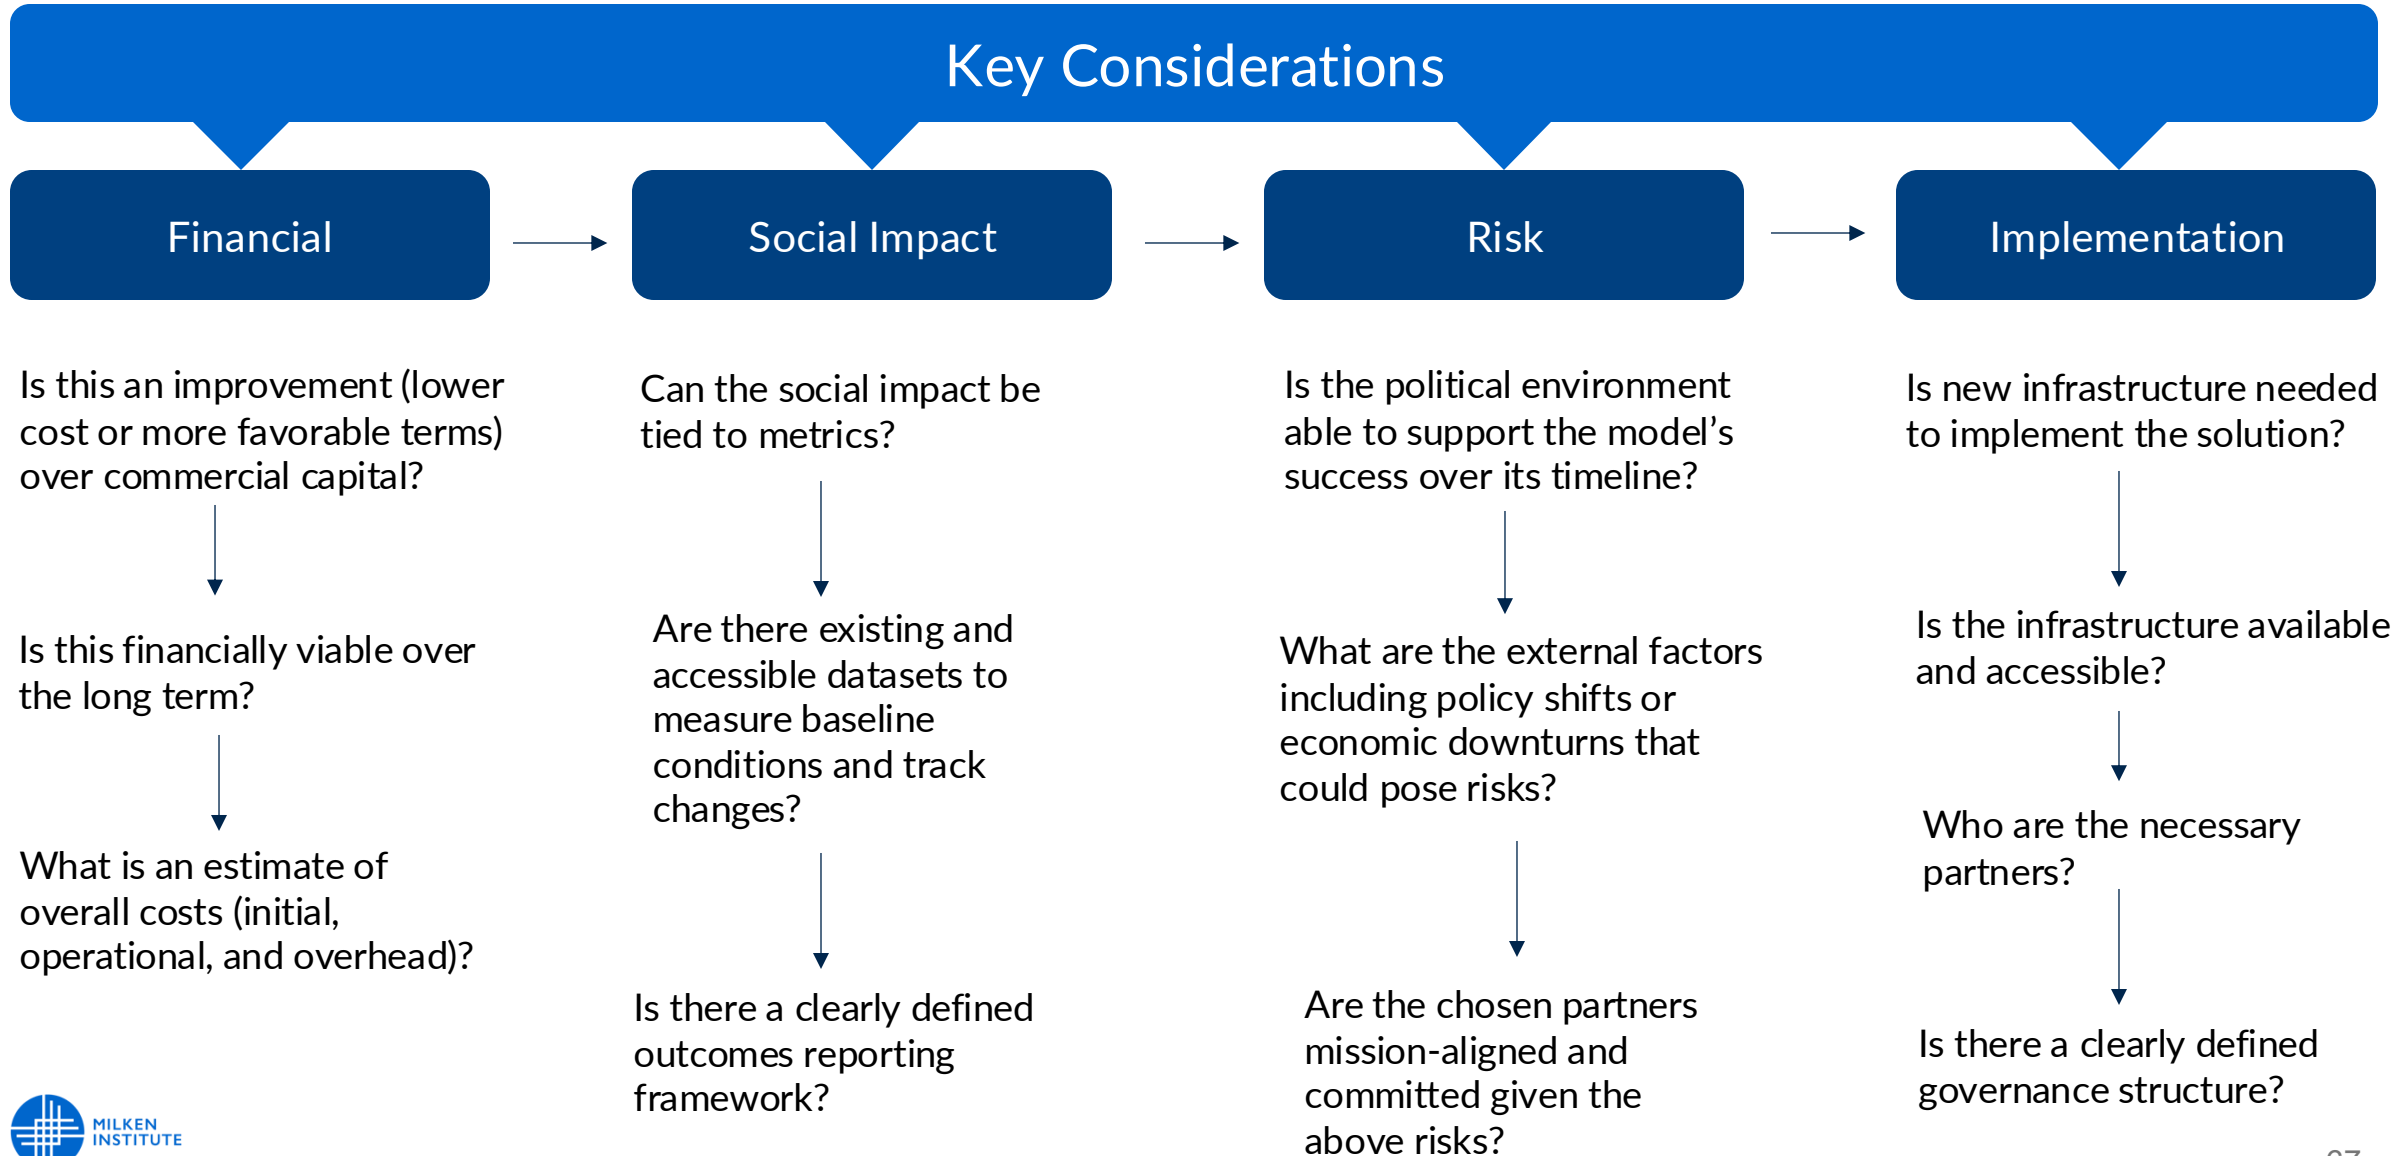 Key Considerations
Financial
Social Impact
Risk
Implementation
Is this an improvement (lower
cost or more favorable terms)
over commercial capital?
Is this financially viable over
the long term?
What is an estimate of
overall costs (initial,
operational, and overhead)?
Can the social impact be
tied to metrics?
Are there existing and
accessible datasets to
measure baseline
conditions and track
changes?
Is there a clearly defined
outcomes reporting
framework?
Is the political environment
able to support the model’s
success over its timeline?
What are the external factors
including policy shifts or
economic downturns that
could pose risks?
Are the chosen partners
mission-aligned and
committed given the
above risks?
Is new infrastructure needed
to implement the solution?
Is the infrastructure available
and accessible?
Who are the necessary
partners?
Is there a clearly defined
governance structure?
MILKEN
INSTITUTE